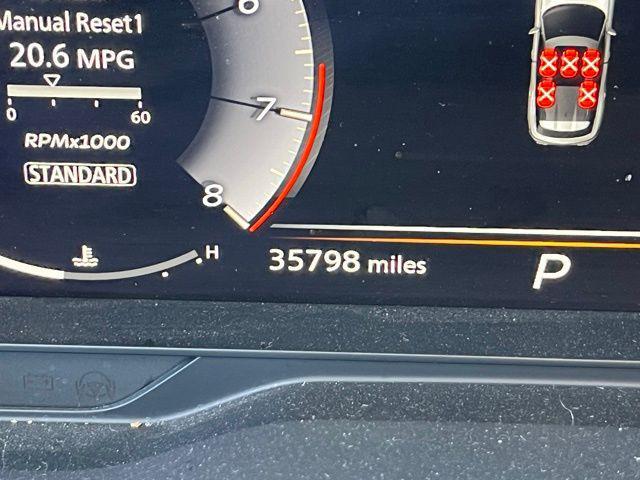 Manual Reset1
20.6 MPG
0 60
RPMx1000
STANDARD
6
7
8
H
35798 miles
P